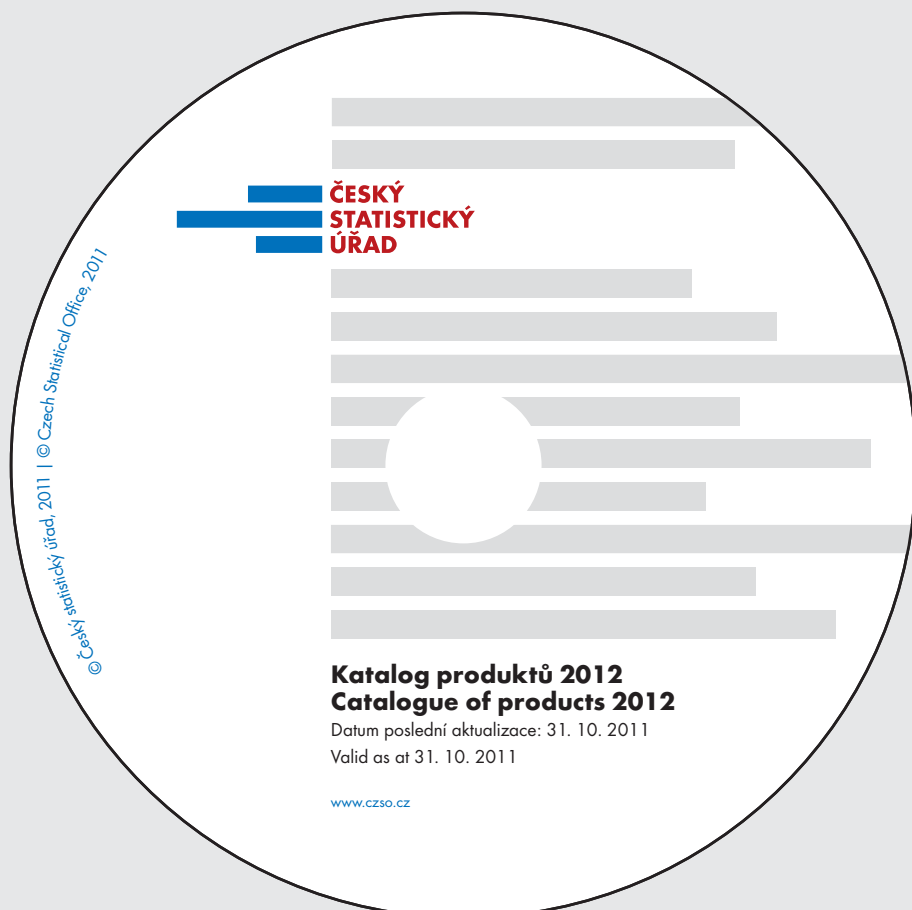 ČESKÝ
STATISTICKÝ
ÚŘAD
© Český statistický úřad, 2011 | © Czech Statistical Office, 2011
Katalog produktů 2012
Catalogue of products 2012
Datum poslední aktualizace: 31. 10. 2011
Valid as at 31. 10. 2011
www.czso.cz